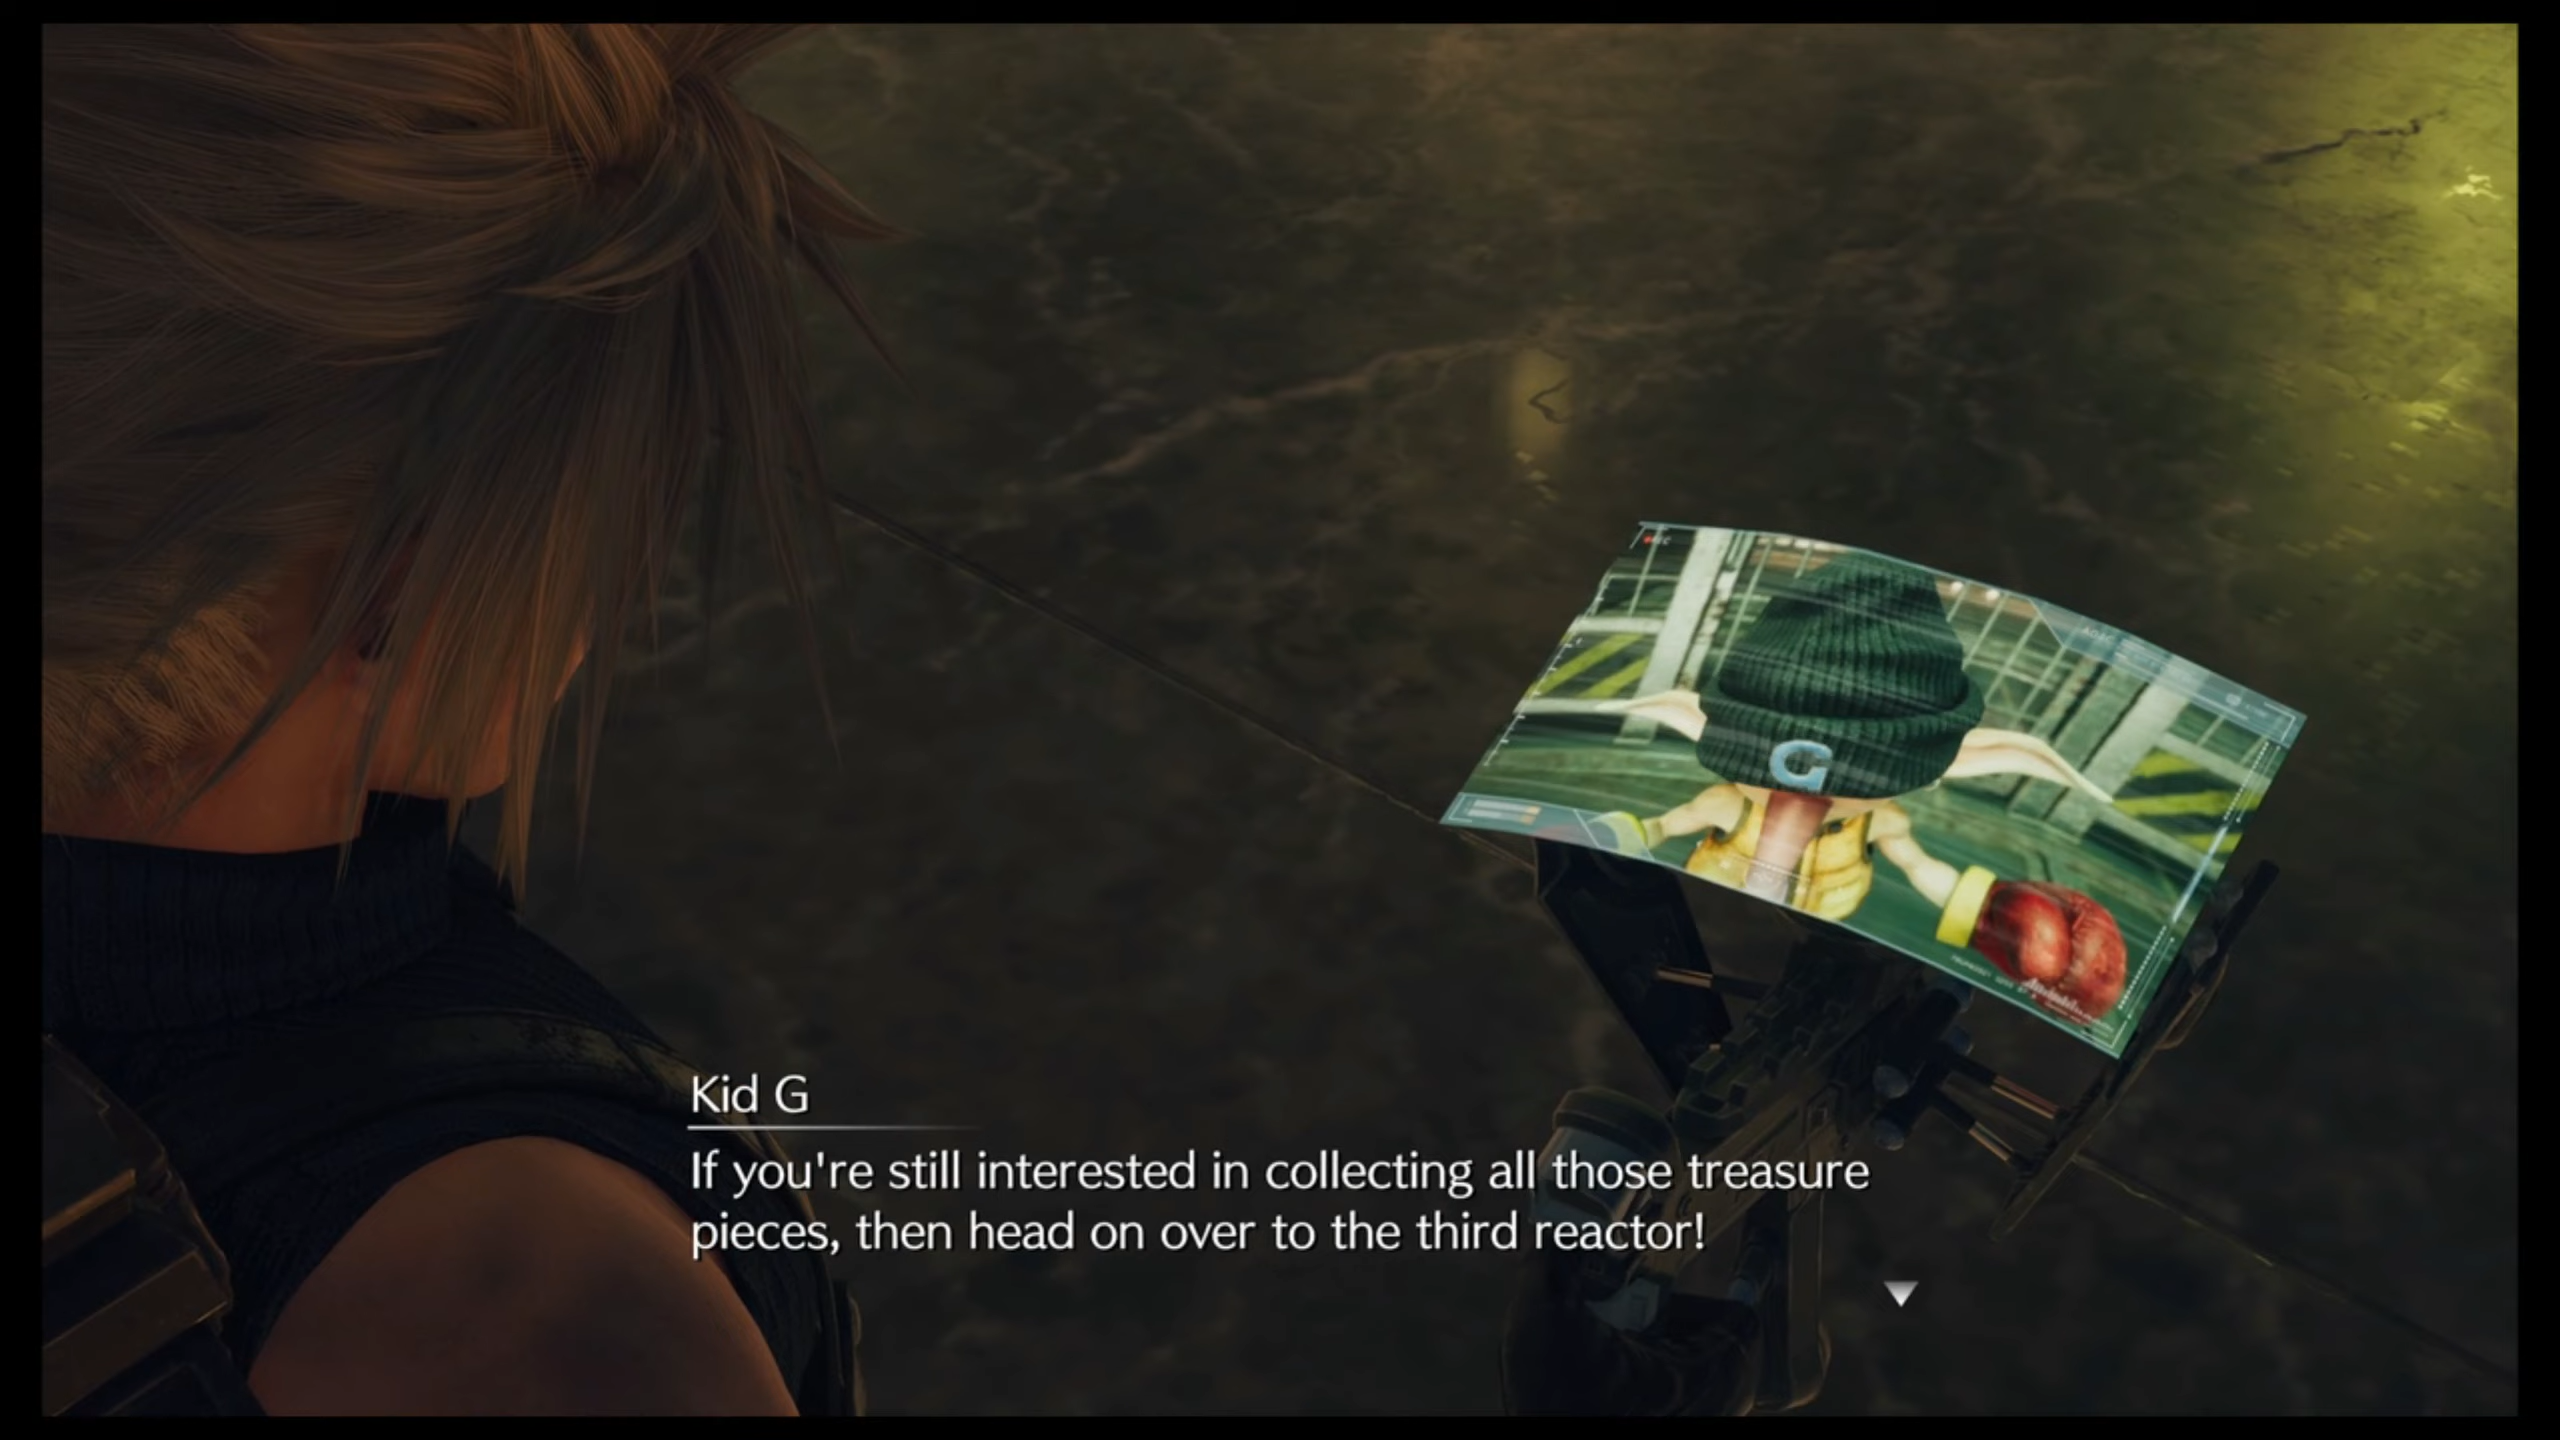 G
Kid G
If you're still interested in collecting all those treasure
pieces, then head on over to the third reactor!